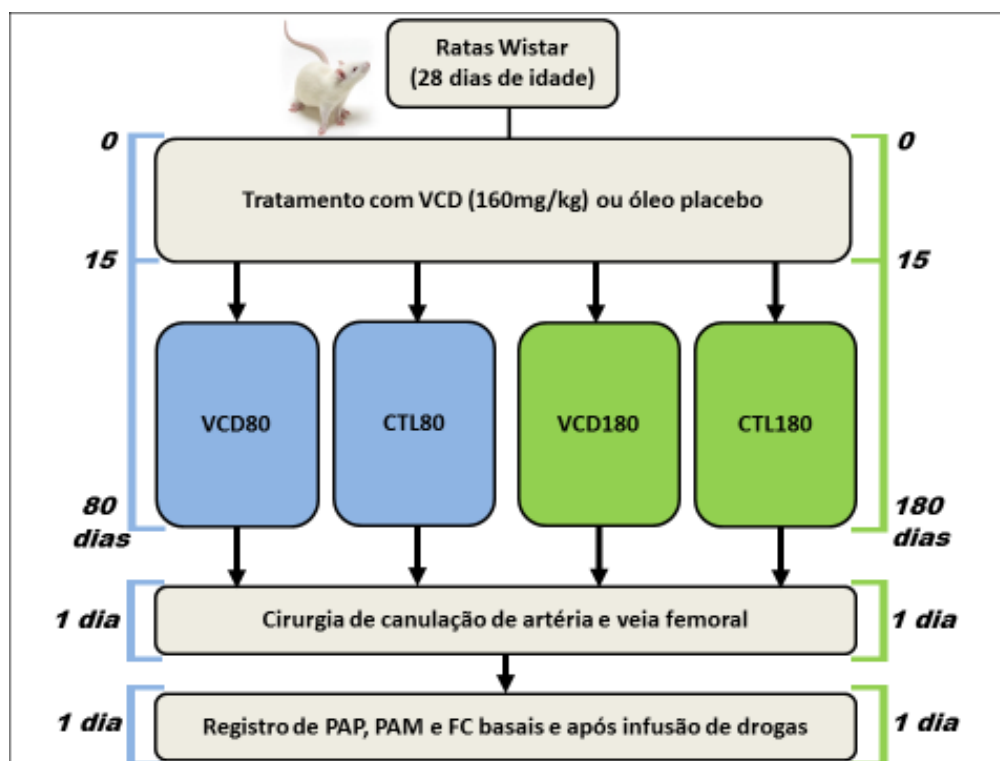 Ratas Wistar
(28 dias de idade)
0
0
Tratamento com VCD (160mg/kg) ou óleo placebo
15
15
VCD80
CTL80
VCD180
CTL180
80
dias
180
dias
1 dia
Cirurgia de canulação de artéria e veia femoral
1 dia
1 dia
Registro de PAP, PAM e FC basais e após infusão de drogas
1 dia